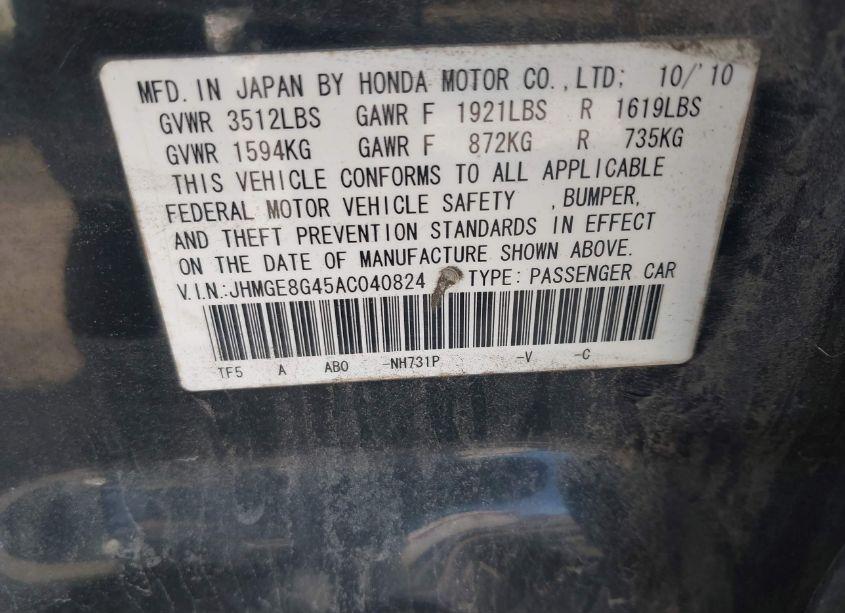 MFD. IN JAPAN BY HONDA MOTOR CO.,LTD; 10/'10
GVWR 3512LBS GAWR F 1921LBS R 1619LBS
GVWR 1594KG GAWR F 872KG R 735KG
THIS VEHICLE CONFORMS TO ALL APPLICABLE
FEDERAL MOTOR VEHICLE SAFETY , BUMPER,
AND THEFT PREVENTION STANDARDS IN EFFECT
ON THE DATE OF MANUFACTURE SHOWN ABOVE.
V.I.N.:JHMGE8G45AC040824 TYPE: PASSENGER CAR
TF5 A AB0 -NH731P -V -C